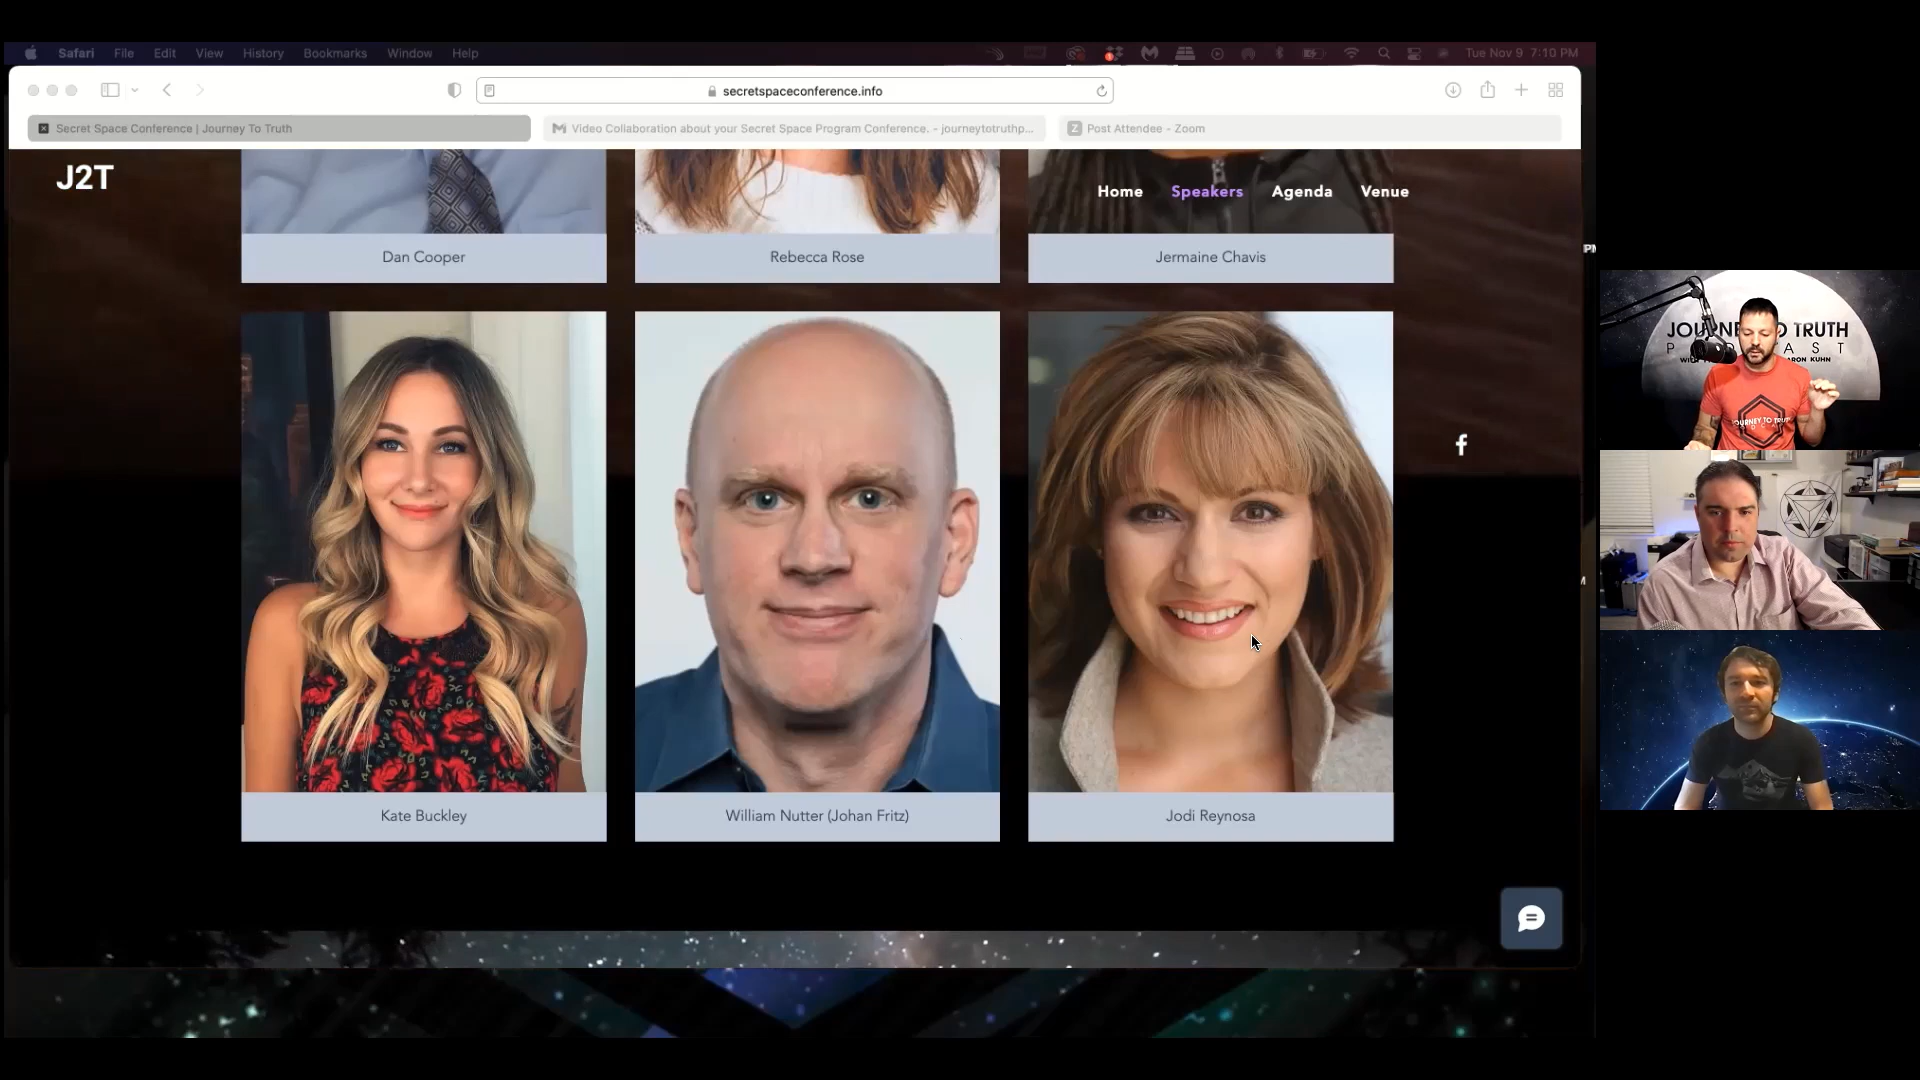 Safari File Edit View History Bookmarks Window Help Tue Nov 9 7:10 PM
secretspaceconference.info
Secret Space Conference | Journey To Truth
Video Collaboration about your Secret Space Program Conference. - journeytotruthp...
Z Post Attendee - Zoom
J2T
Home Speakers Agenda Venue
Dan Cooper
Rebecca Rose
Jermaine Chavis
Kate Buckley
William Nutter (Johan Fritz)
Jodi Reynosa